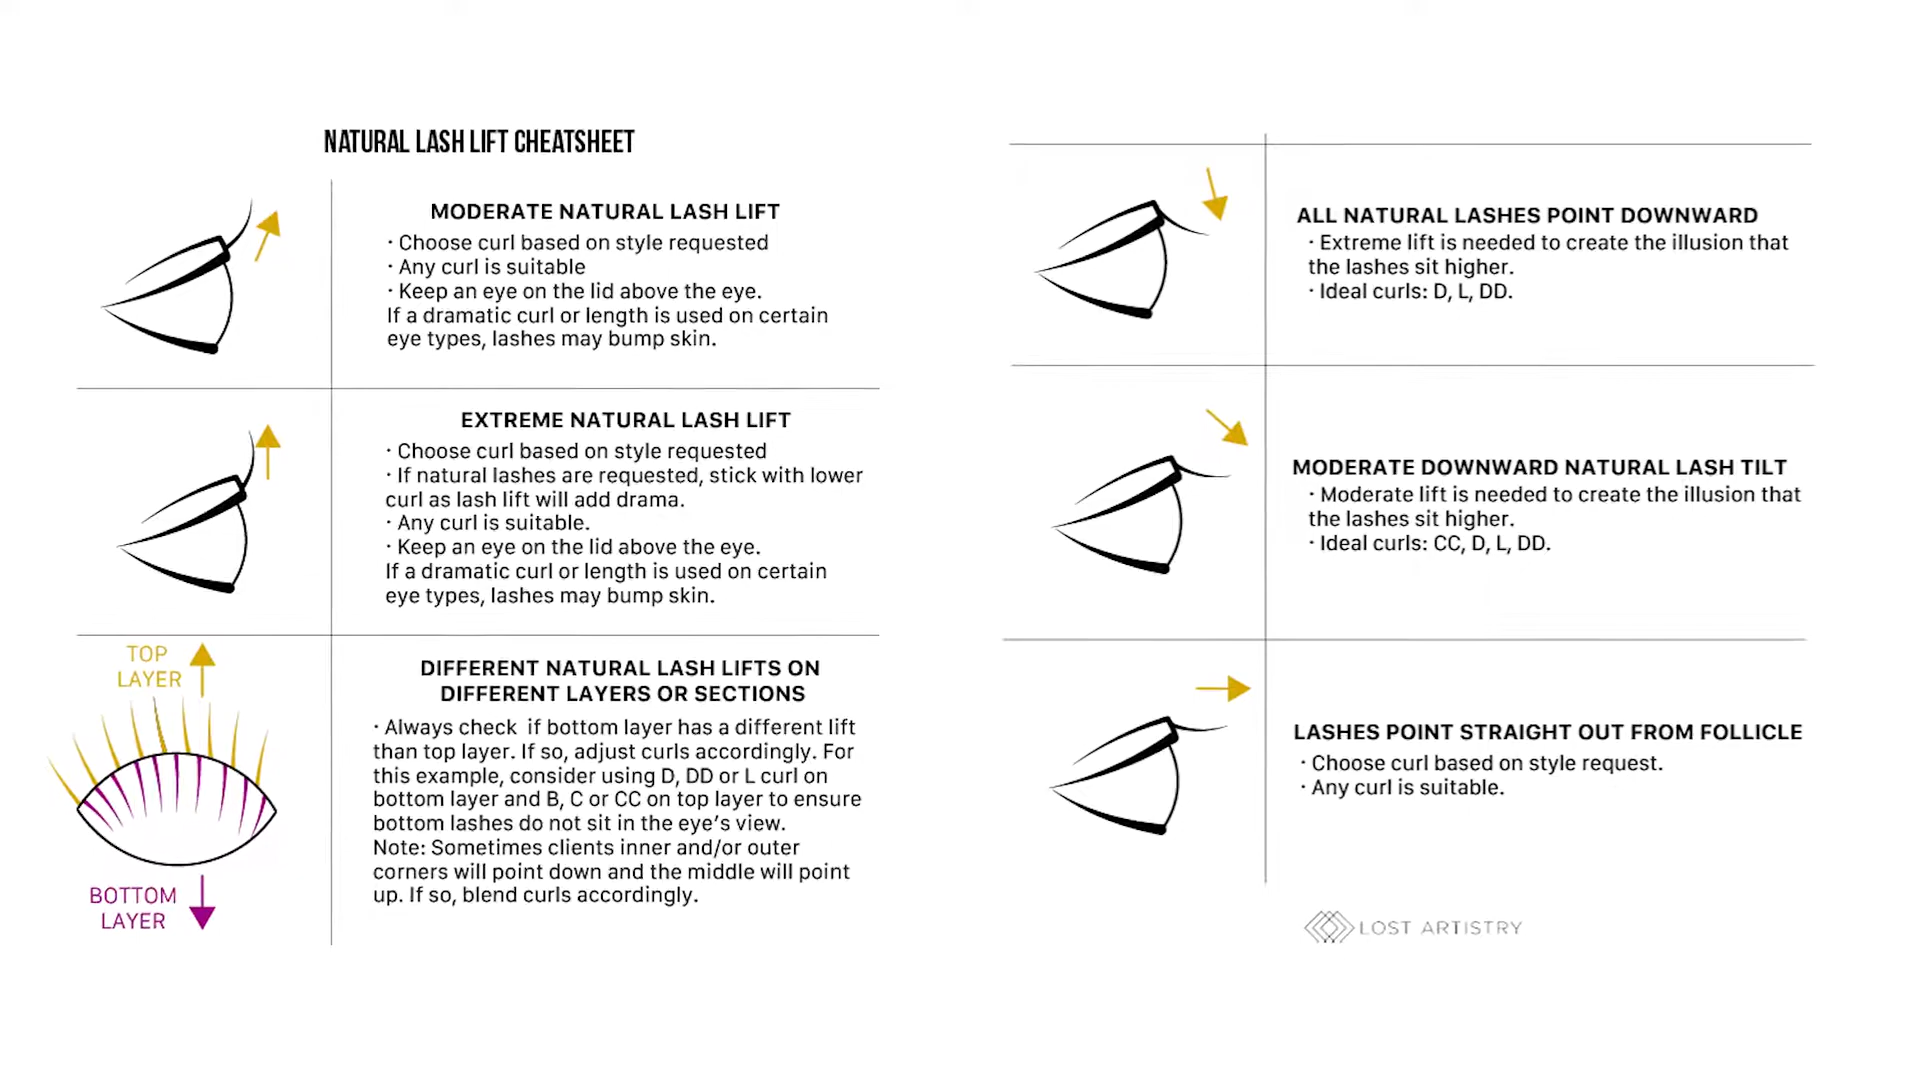 NATURAL LASH LIFT CHEATSHEET
MODERATE NATURAL LASH LIFT
· Choose curl based on style requested
· Any curl is suitable
· Keep an eye on the lid above the eye.
If a dramatic curl or length is used on certain
eye types, lashes may bump skin.
EXTREME NATURAL LASH LIFT
· Choose curl based on style requested
· If natural lashes are requested, stick with lower
curl as lash lift will add drama.
· Any curl is suitable.
· Keep an eye on the lid above the eye.
If a dramatic curl or length is used on certain
eye types, lashes may bump skin.
TOP
LAYER
BOTTOM
LAYER
DIFFERENT NATURAL LASH LIFTS ON
DIFFERENT LAYERS OR SECTIONS
· Always check if bottom layer has a different lift
than top layer. If so, adjust curls accordingly. For
this example, consider using D, DD or L curl on
bottom layer and B, C or CC on top layer to ensure
bottom lashes do not sit in the eye's view.
Note: Sometimes clients inner and/or outer
corners will point down and the middle will point
up. If so, blend curls accordingly.
ALL NATURAL LASHES POINT DOWNWARD
· Extreme lift is needed to create the illusion that
the lashes sit higher.
· Ideal curls: D, L, DD.
MODERATE DOWNWARD NATURAL LASH TILT
· Moderate lift is needed to create the illusion that
the lashes sit higher.
· Ideal curls: CC, D, L, DD.
LASHES POINT STRAIGHT OUT FROM FOLLICLE
· Choose curl based on style request.
· Any curl is suitable.
LOST ARTISTRY